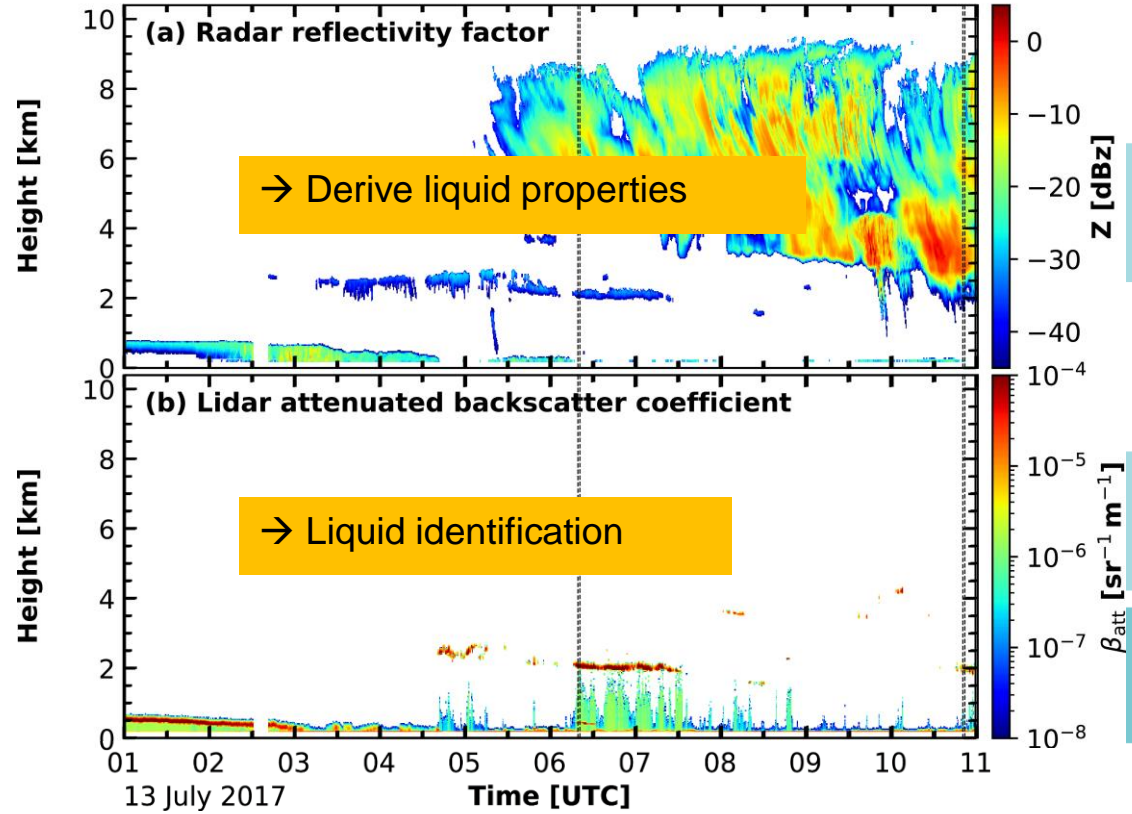 10
(a) Radar reflectivity factor
8
Height [km]
6
→ Derive liquid properties
4
2
0
0
−10
−20
−30
−40
Z [dBz]
10
(b) Lidar attenuated backscatter coefficient
8
Height [km]
6
→ Liquid identification
4
2
0
10⁻⁴
10⁻⁵
10⁻⁶
10⁻⁷
10⁻⁸
βatt [sr⁻¹ m⁻¹]
01 02 03 04 05 06 07 08 09 10 11
13 July 2017 Time [UTC]